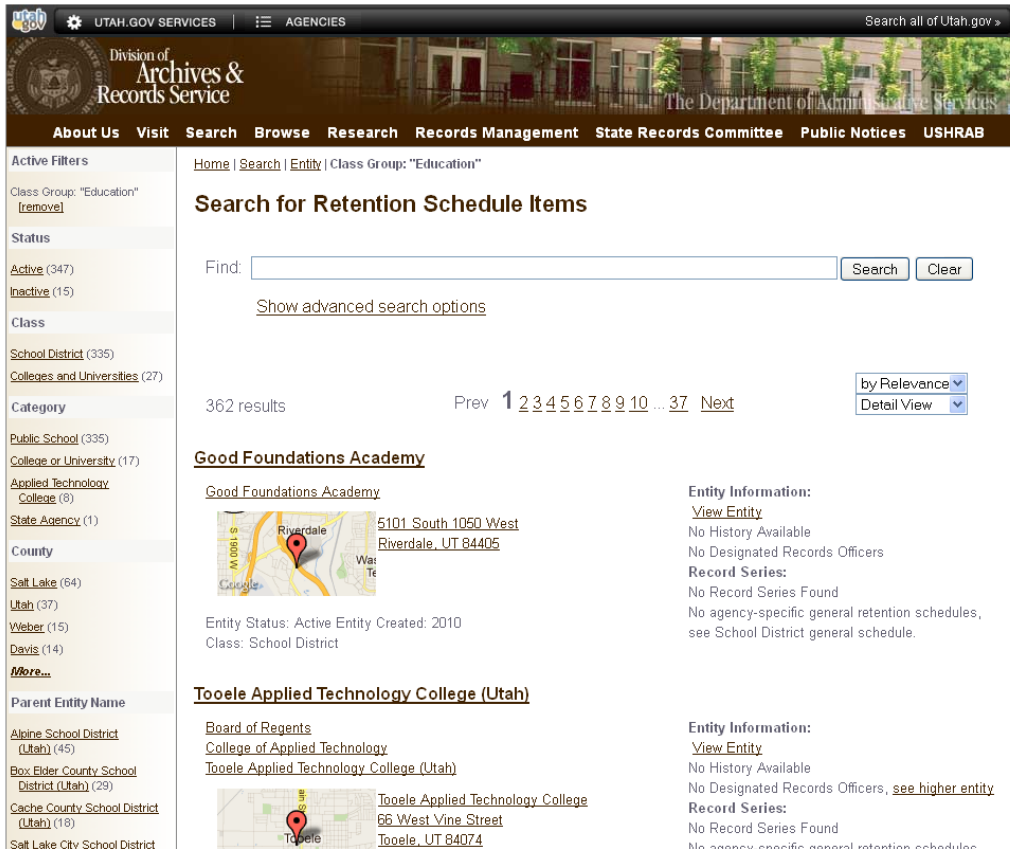 utah.gov UTAH.GOV SERVICES AGENCIES Search all of Utah.gov »
Division of
Archives &
Records Service
The Department of Administrative Services
About Us Visit Search Browse Research Records Management State Records Committee Public Notices USHRAB
Active Filters
Class Group: "Education"
[remove]
Status
Active (347)
Inactive (15)
Class
School District (335)
Colleges and Universities (27)
Category
Public School (335)
College or University (17)
Applied Technology
College (8)
State Agency (1)
County
Salt Lake (64)
Utah (37)
Weber (15)
Davis (14)
More...
Parent Entity Name
Alpine School District
(Utah) (45)
Box Elder County School
District (Utah) (29)
Cache County School District
(Utah) (18)
Salt Lake City School District
Home | Search | Entity | Class Group: "Education"
Search for Retention Schedule Items
Find: Search Clear
Show advanced search options
by Relevance
362 results Prev 1 2 3 4 5 6 7 8 9 10 ... 37 Next
Detail View
Good Foundations Academy
Good Foundations Academy
Riverdale
S 1900 W
Google
5101 South 1050 West
Riverdale, UT 84405
Entity Status: Active Entity Created: 2010
Class: School District
Entity Information:
View Entity
No History Available
No Designated Records Officers
Record Series:
No Record Series Found
No agency-specific general retention schedules,
see School District general schedule.
Tooele Applied Technology College (Utah)
Board of Regents
College of Applied Technology
Tooele Applied Technology College (Utah)
Tooele
Tooele Applied Technology College
66 West Vine Street
Tooele, UT 84074
Entity Information:
View Entity
No History Available
No Designated Records Officers, see higher entity
Record Series:
No Record Series Found
No agency-specific general retention schedules